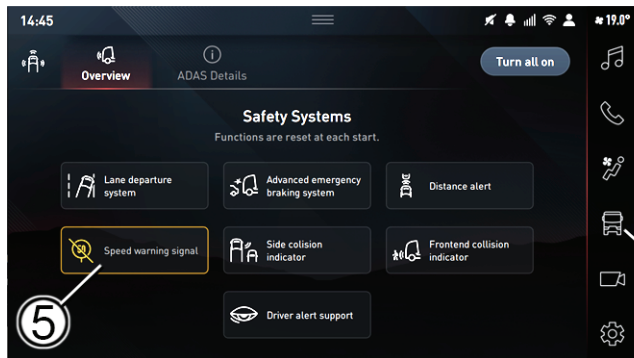 14:45
19.0°
Overview
ADAS Details
Turn all on
Safety Systems
Functions are reset at each start.
Lane departure
system
Advanced emergency
braking system
Distance alert
50
Speed warning signal
Side colision
indicator
Frontend collision
indicator
Driver alert support
5